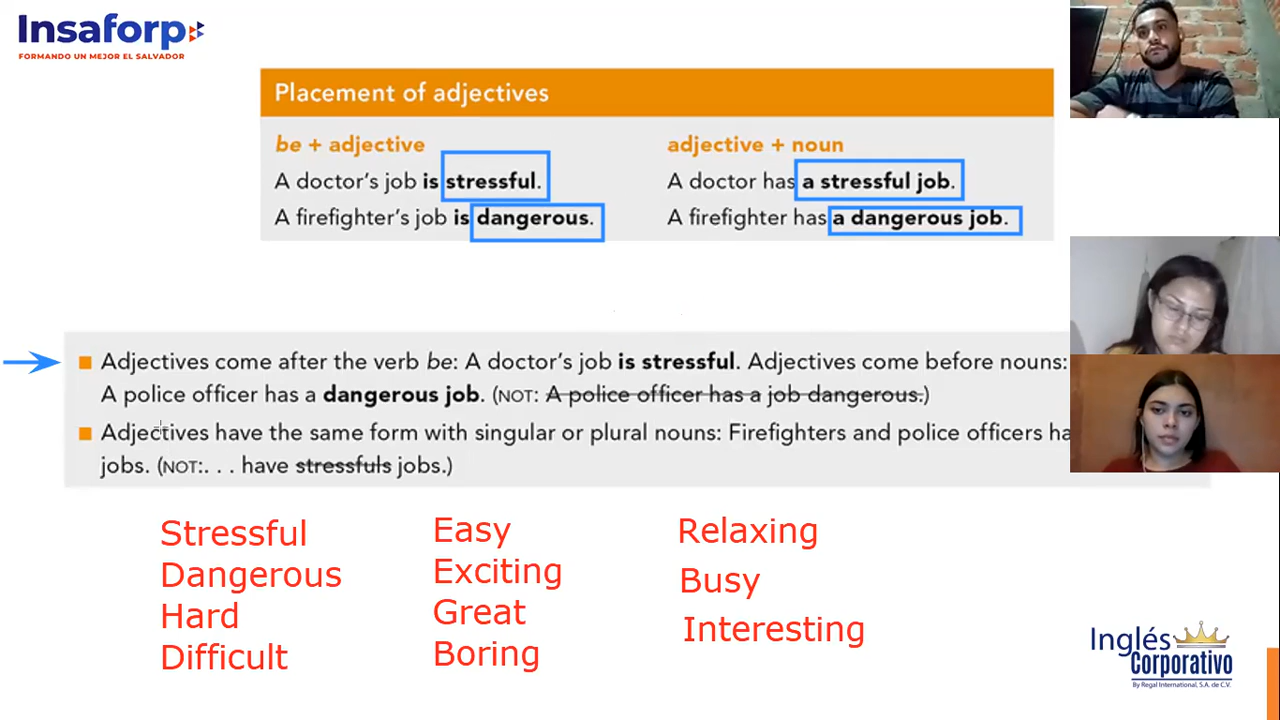 Insaforp
FORMANDO UN MEJOR EL SALVADOR
Placement of adjectives
be + adjective
A doctor's job is stressful.
A firefighter's job is dangerous.
adjective + noun
A doctor has a stressful job.
A firefighter has a dangerous job.
Adjectives come after the verb be: A doctor's job is stressful. Adjectives come before nouns:
A police officer has a dangerous job. (NOT: A police officer has a job dangerous.)
Adjectives have the same form with singular or plural nouns: Firefighters and police officers ha
jobs. (NOT:. . . have stressfuls jobs.)
Stressful
Dangerous
Hard
Difficult
Easy
Exciting
Great
Boring
Relaxing
Busy
Interesting
Inglés
Corporativo
By Regal International, S.A. de C.V.